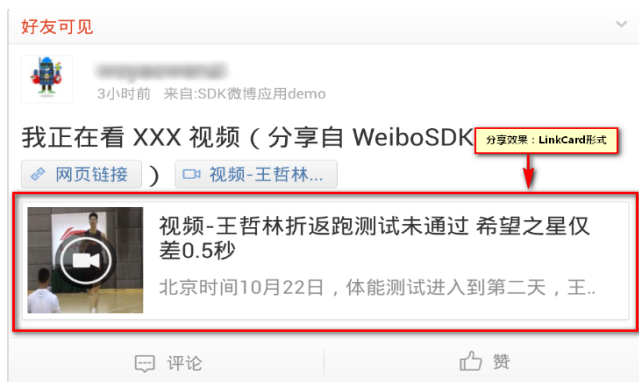 好友可见
3小时前 来自:SDK微博应用demo
我正在看 XXX 视频（分享自 WeiboSDK
分享效果：LinkCard形式
网页链接 ） 视频-王哲林...
视频-王哲林折返跑测试未通过 希望之星仅
差0.5秒
北京时间10月22日，体能测试进入到第二天，王..
评论 赞